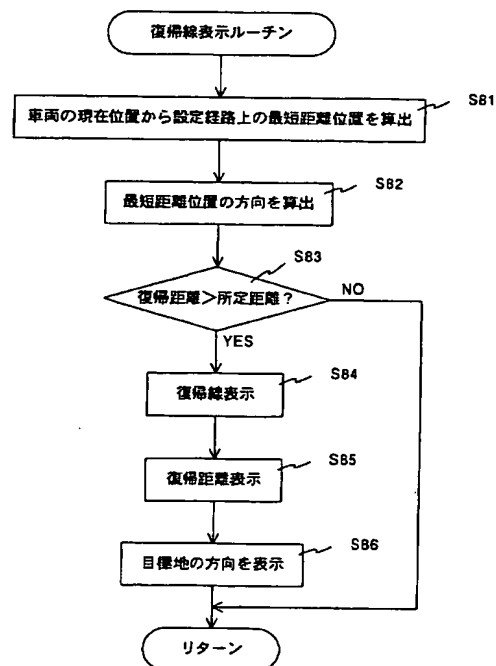 復帰線表示ルーチン
S81
車両の現在位置から設定経路上の最短距離位置を算出
S82
最短距離位置の方向を算出
S83
復帰距離>所定距離?
NO
YES
S84
復帰線表示
S85
復帰距離表示
S86
目標地の方向を表示
リターン